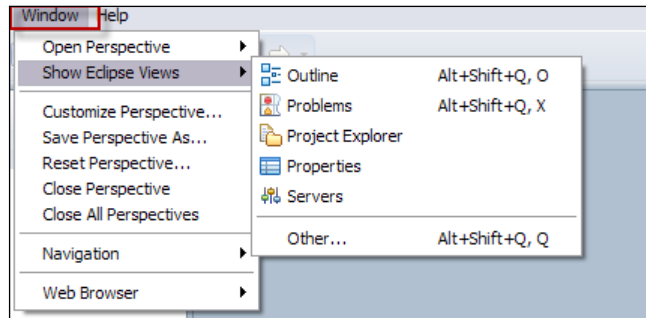 Window Help
Open Perspective
Show Eclipse Views
Customize Perspective...
Save Perspective As...
Reset Perspective...
Close Perspective
Close All Perspectives
Navigation
Web Browser
Outline Alt+Shift+Q, O
Problems Alt+Shift+Q, X
Project Explorer
Properties
Servers
Other... Alt+Shift+Q, Q